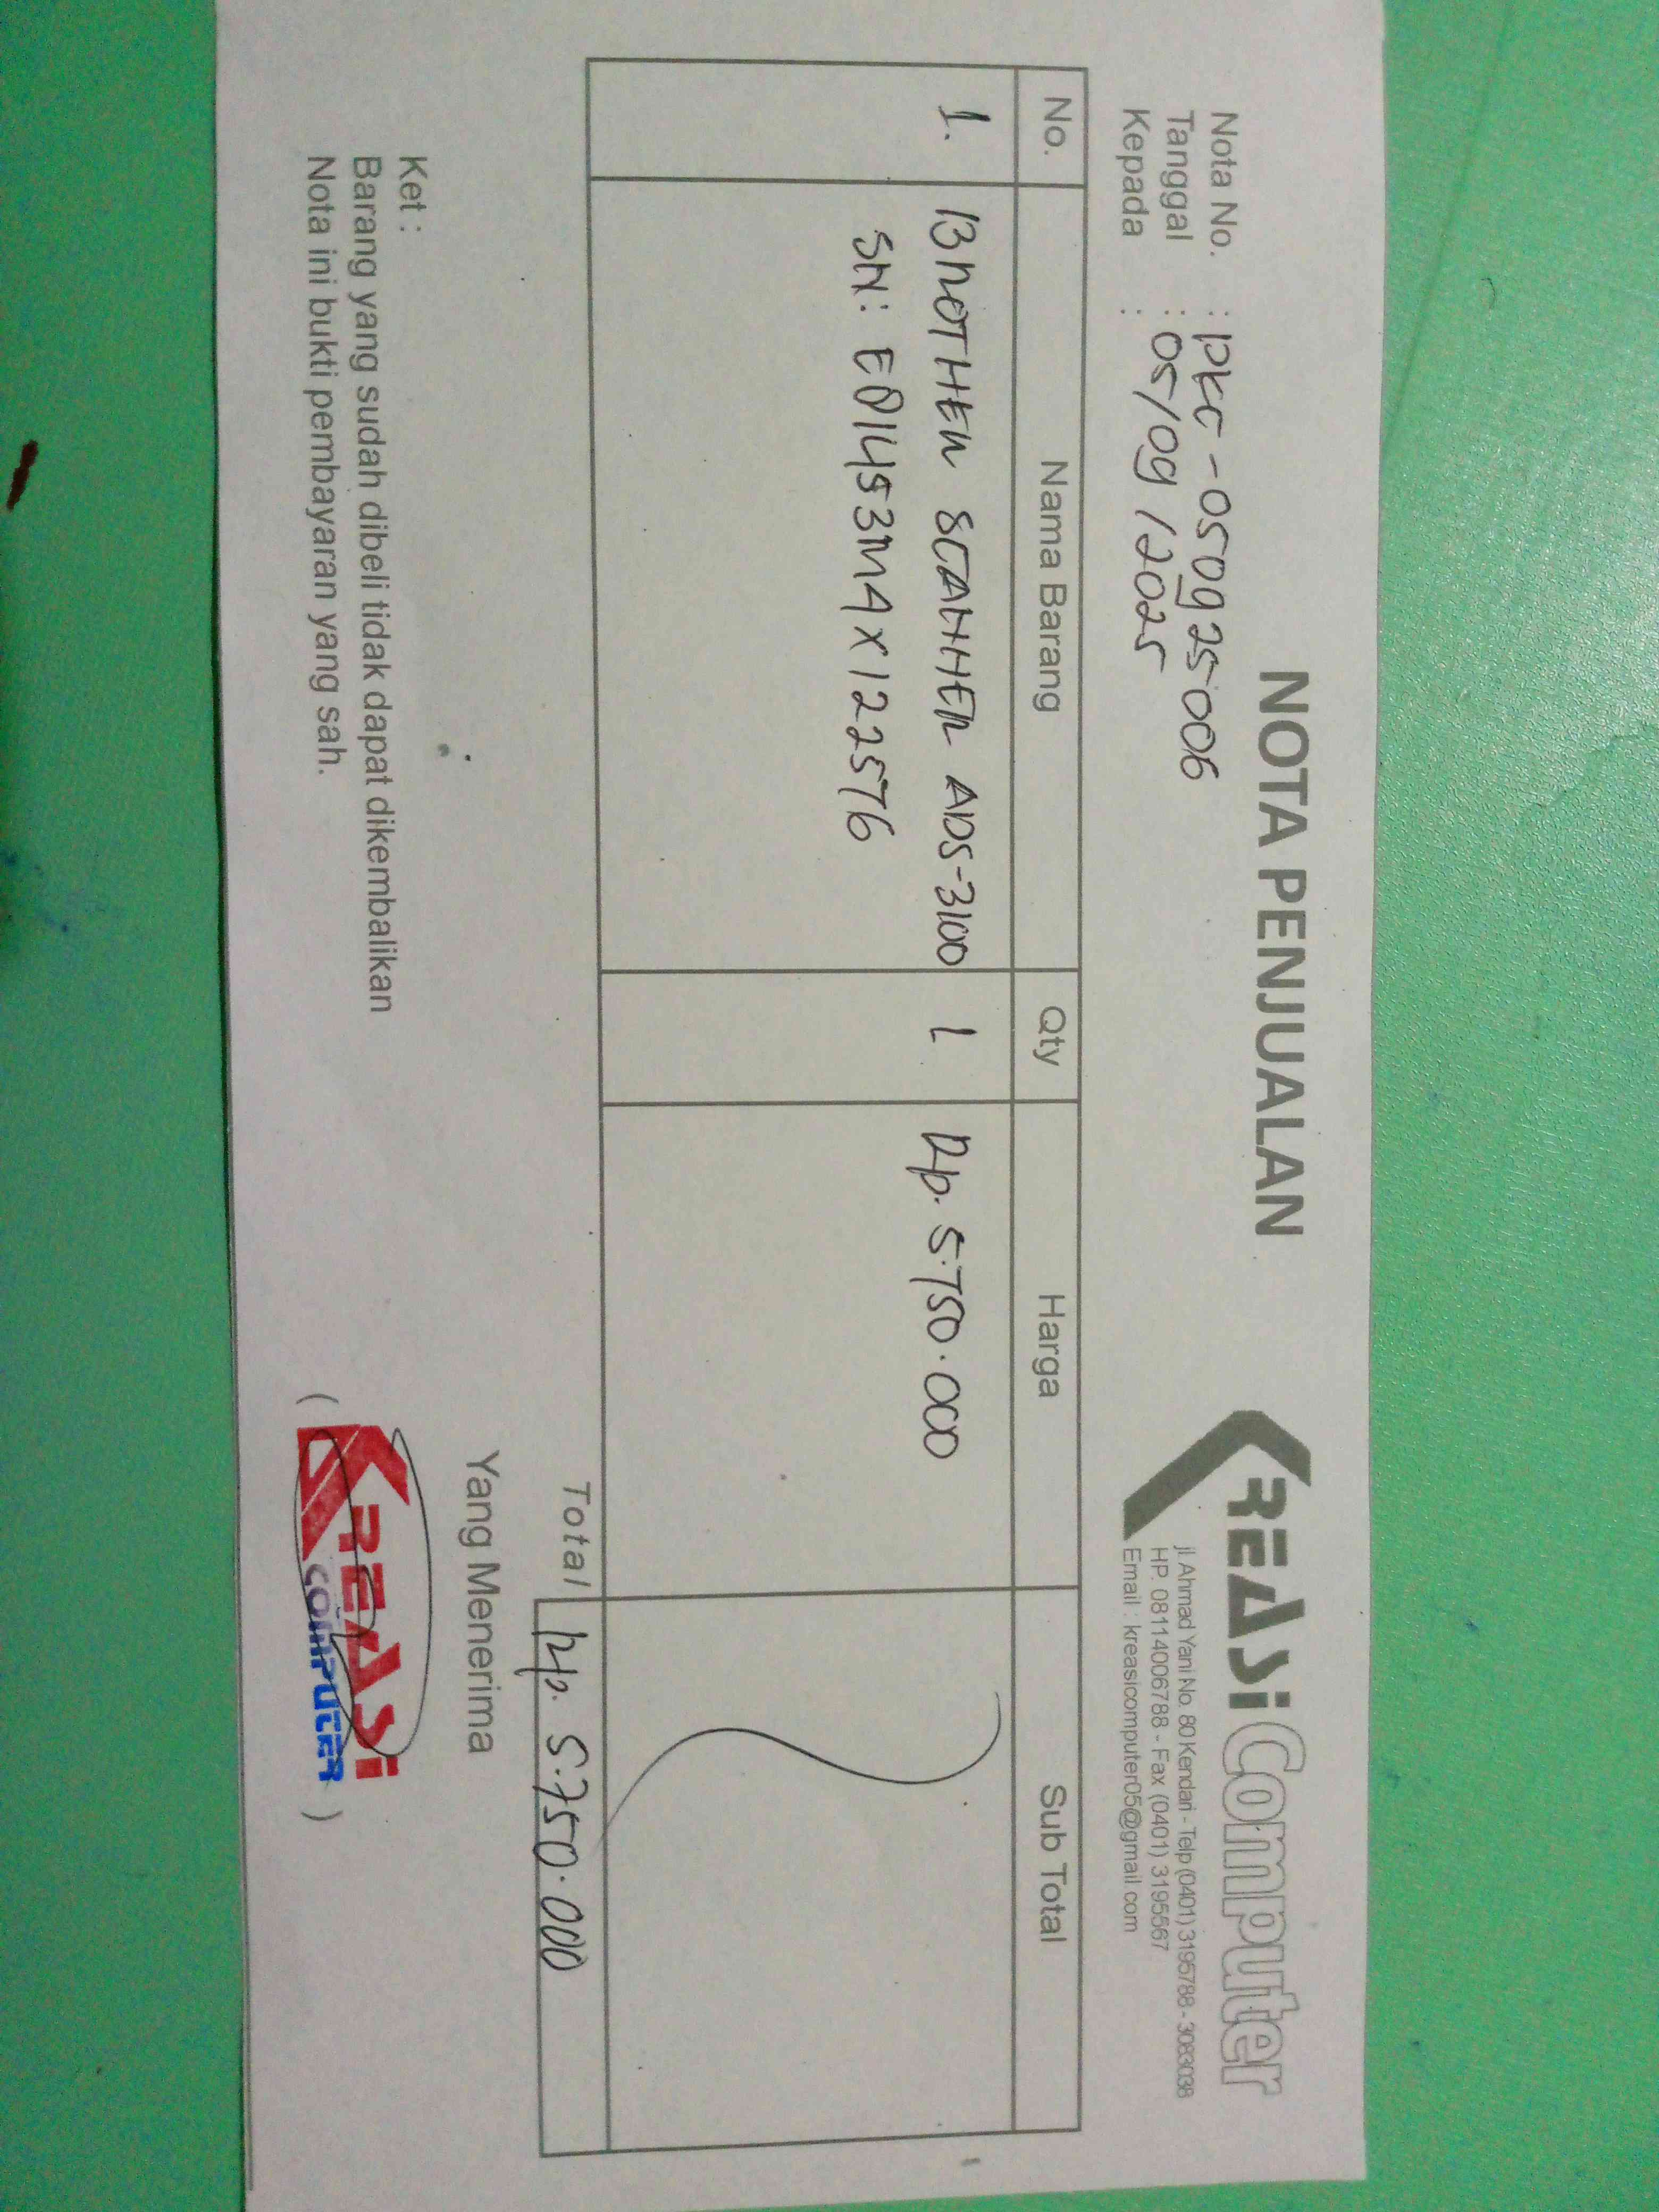 NOTA PENJUALAN
KREASi Computer
jl. Ahmad Yani No. 80 Kendari - Telp (0401) 3195788 - 3083036
HP. 08114006788 - Fax (0401) 3195567
Email : kreasicomputer05@gmail.com
Nota No. : PKC-050925006
Tanggal : 05/09/2025
Kepada :
No. Nama Barang Qty Harga Sub Total
1. BROTHER SCANNER ADS-3100 1 Rp. 5.750.000
SN: E81453M4X122576
Total Rp. 5.750.000
Ket :
Barang yang sudah dibeli tidak dapat dikembalikan
Nota ini bukti pembayaran yang sah.
Yang Menerima
( KREASi )
COMPUTER